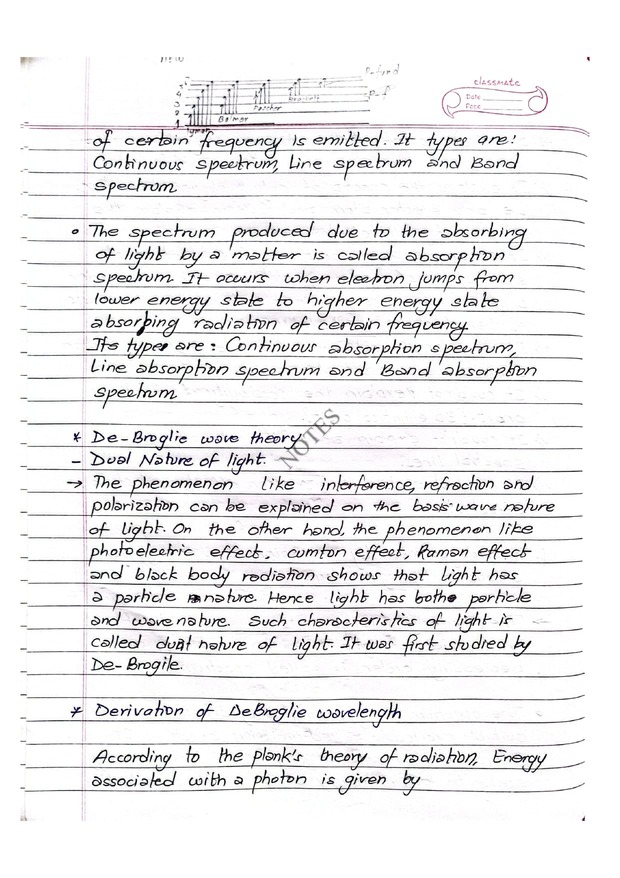 classmate
Date
Page
P-fund
5
4
3
2
1
Lyman
Balmer
Paschen
Brackett
P-f
of certain frequency is emitted. It types are:
Continuous spectrum, Line spectrum and Band
spectrum
• The spectrum produced due to the absorbing
of light by a matter is called absorption
spectrum. It occurs when electron jumps from
lower energy state to higher energy state
absorbing radiation of certain frequency.
Its types are: Continuous absorption spectrum,
Line absorption spectrum and Band absorption
spectrum
* De-Broglie wave theory
- Dual Nature of light.
→ The phenomenon like interference, refraction and
polarization can be explained on the basis wave nature
of light. On the other hand, the phenomenon like
photoelectric effect, cumton effect, Raman effect
and black body radiation shows that light has
a particle nature. Hence light has both particle
and wave nature. Such characteristics of light is
called dual nature of light. It was first studied by
De-Brogile.
* Derivation of DeBroglie wavelength
According to the plank's theory of radiation, Energy
associated with a photon is given by
NOTES